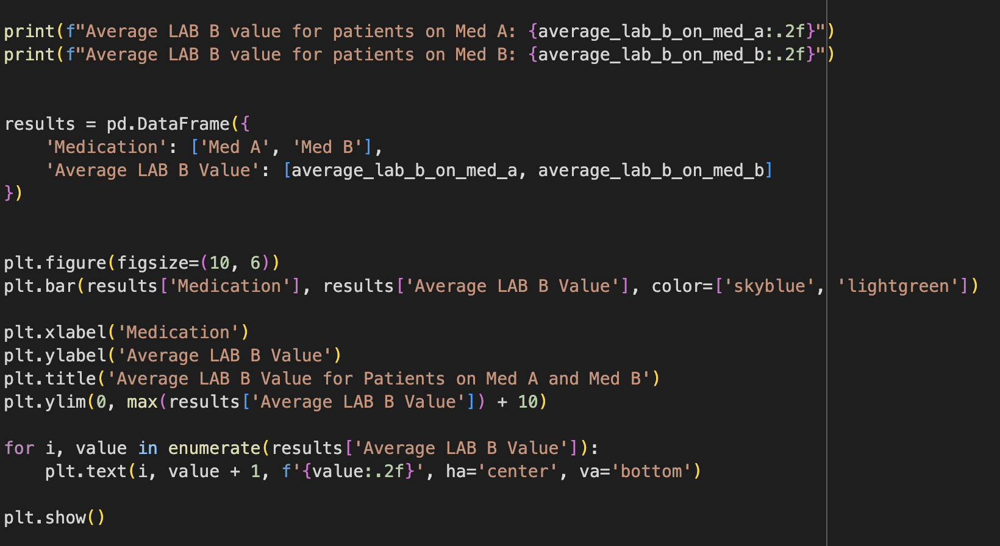 print(f"Average LAB B value for patients on Med A: {average_lab_b_on_med_a:.2f}")
print(f"Average LAB B value for patients on Med B: {average_lab_b_on_med_b:.2f}")
results = pd.DataFrame({
    'Medication': ['Med A', 'Med B'],
    'Average LAB B Value': [average_lab_b_on_med_a, average_lab_b_on_med_b]
})
plt.figure(figsize=(10, 6))
plt.bar(results['Medication'], results['Average LAB B Value'], color=['skyblue', 'lightgreen'])
plt.xlabel('Medication')
plt.ylabel('Average LAB B Value')
plt.title('Average LAB B Value for Patients on Med A and Med B')
plt.ylim(0, max(results['Average LAB B Value']) + 10)
for i, value in enumerate(results['Average LAB B Value']):
    plt.text(i, value + 1, f'{value:.2f}', ha='center', va='bottom')
plt.show()